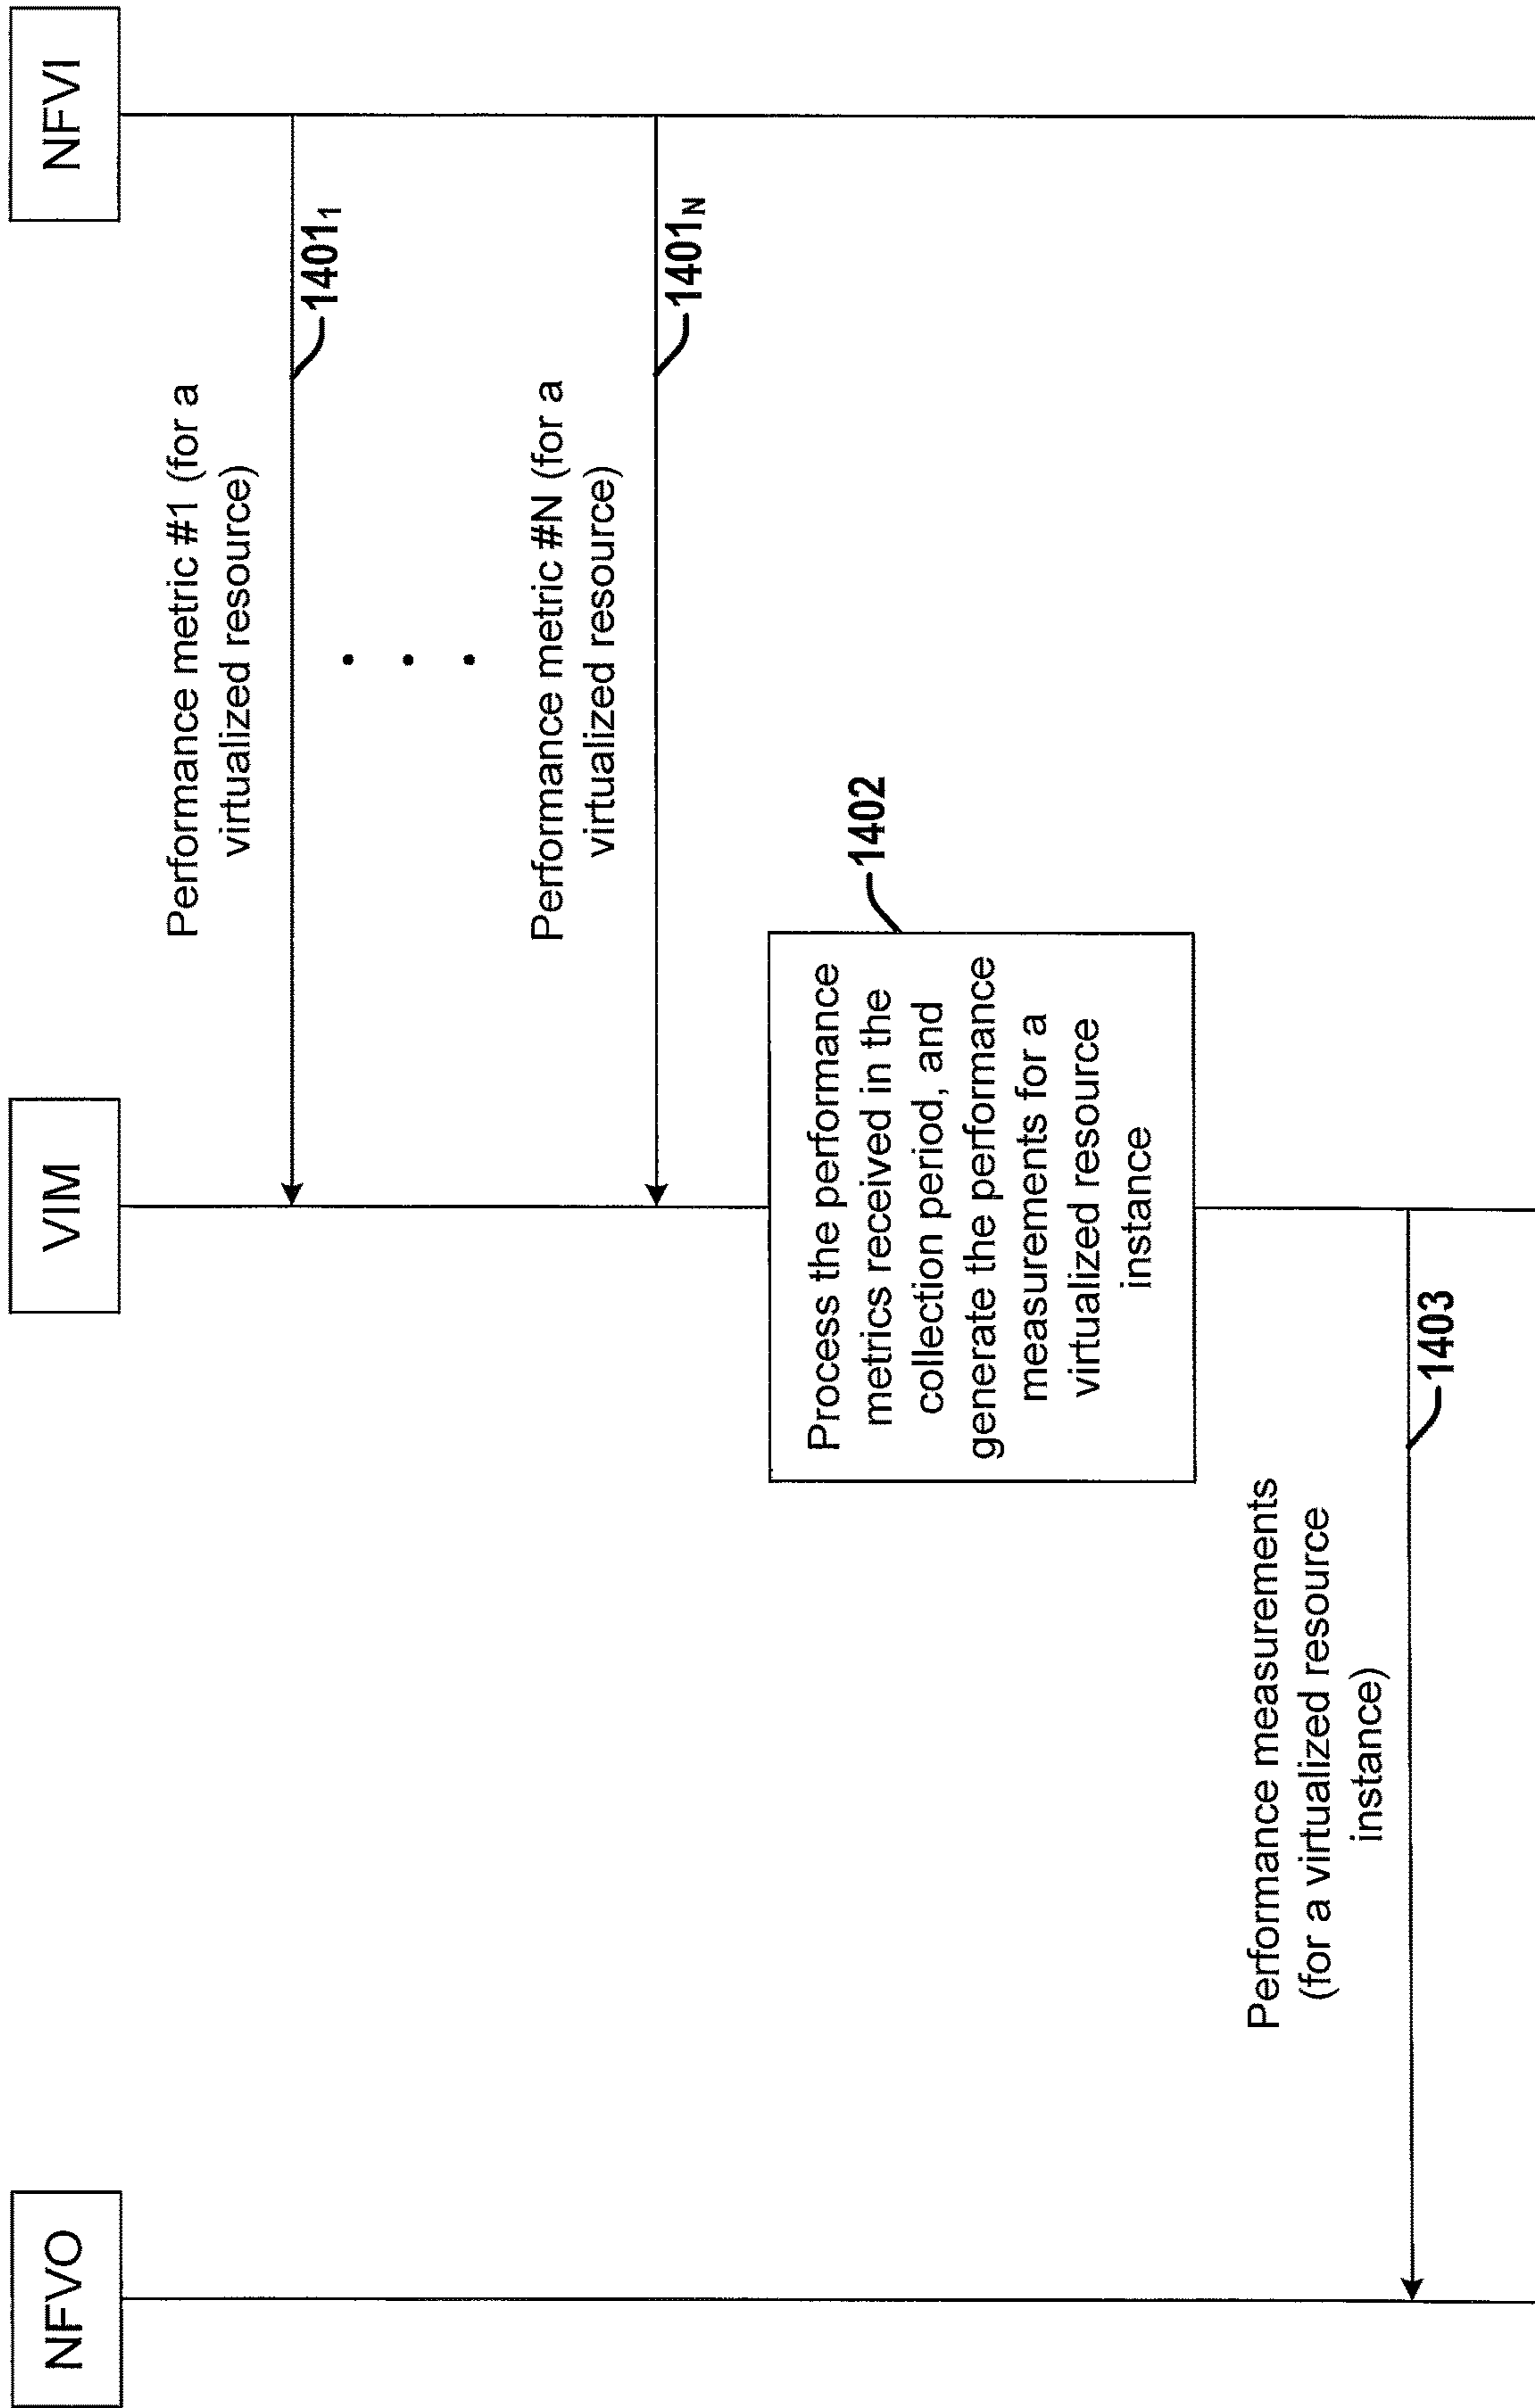 NFVO
VIM
NFVI
Performance metric #1 (for a
virtualized resource)
1401₁
Performance metric #N (for a
virtualized resource)
1401N
Process the performance
metrics received in the
collection period, and
generate the performance
measurements for a
virtualized resource
instance
1402
Performance measurements
(for a virtualized resource
instance)
1403